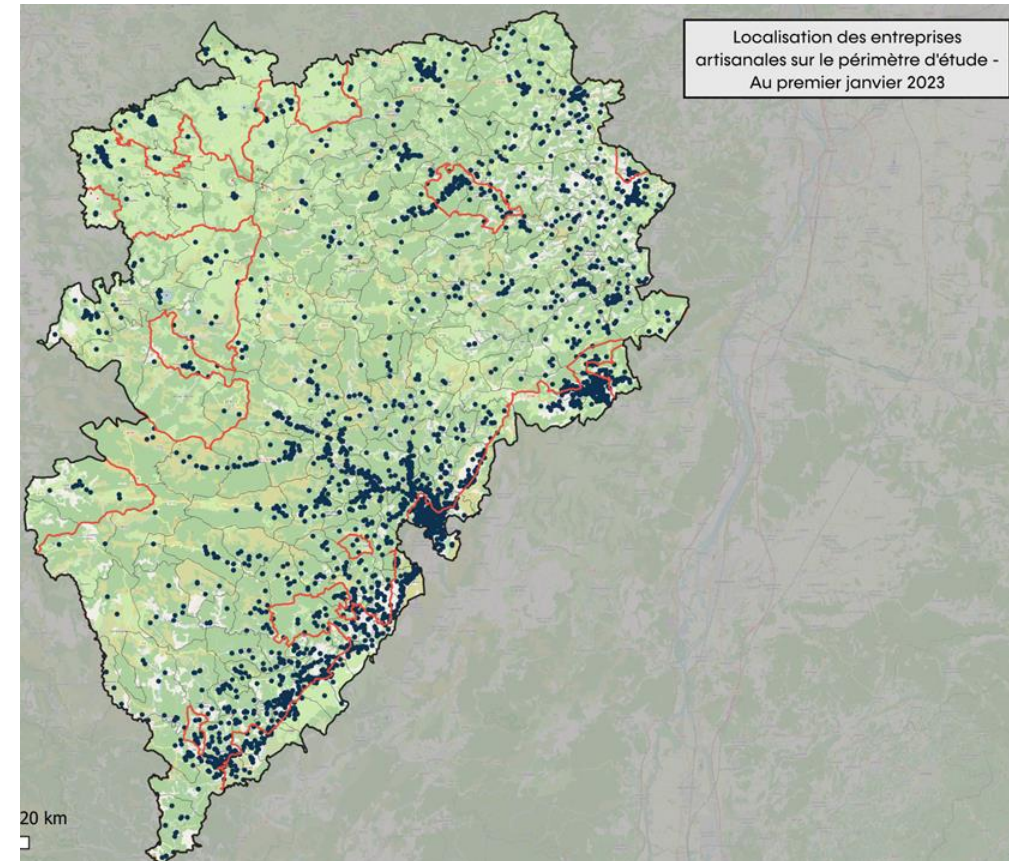 Localisation des entreprises
artisanales sur le périmètre d'étude -
Au premier janvier 2023
20 km